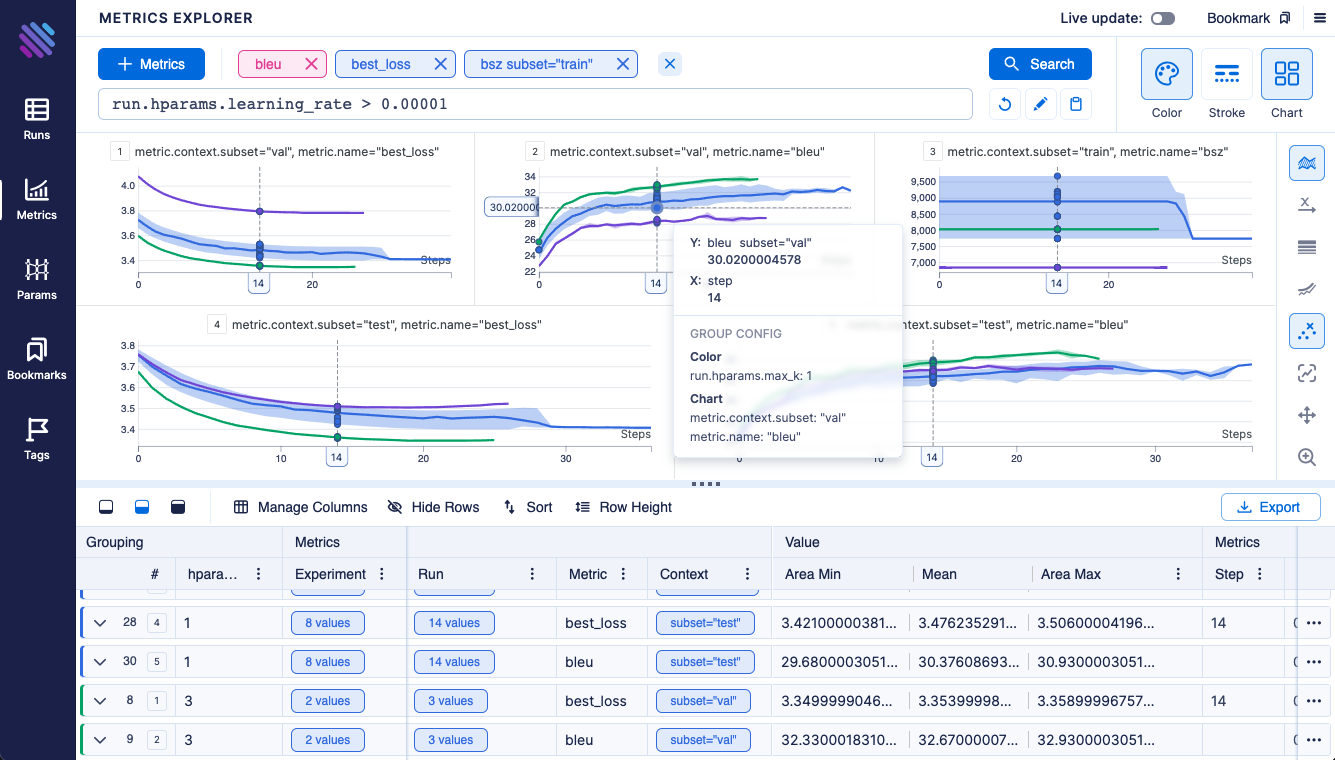 METRICS EXPLORER
Live update:
Bookmark
Runs
Metrics
Params
Bookmarks
Tags
Metrics
bleu
best_loss
bsz subset="train"
Search
run.hparams.learning_rate > 0.00001
Color
Stroke
Chart
1 metric.context.subset="val", metric.name="best_loss"
4.0
3.8
3.6
3.4
Steps
0
14
20
2 metric.context.subset="val", metric.name="bleu"
34
32
30.020000
28
26
24
22
0
14
3 metric.context.subset="train", metric.name="bsz"
9,500
9,000
8,500
8,000
7,500
7,000
Steps
0
14
20
Y: bleu subset="val"
30.0200004578
X: step
14
GROUP CONFIG
Color
run.hparams.max_k: 1
Chart
metric.context.subset: "val"
metric.name: "bleu"
4 metric.context.subset="test", metric.name="best_loss"
3.8
3.7
3.6
3.5
3.4
Steps
0
10
14
20
30
ntext.subset="test", metric.name="bleu"
Steps
0
10
14
20
30
Manage Columns
Hide Rows
Sort
Row Height
Export
Grouping
Metrics
Value
Metrics
#
hpara...
Experiment
Run
Metric
Context
Area Min
Mean
Area Max
Step
28 4 1 8 values 14 values best_loss subset="test" 3.42100000381... 3.476235291... 3.50600004196... 14
30 5 1 8 values 14 values bleu subset="test" 29.6800003051... 30.37608693... 30.9300003051...
8 1 3 2 values 3 values best_loss subset="val" 3.3499999046... 3.35399998... 3.35899996757... 14
9 2 3 2 values 3 values bleu subset="val" 32.3300018310... 32.67000007... 32.9300003051...